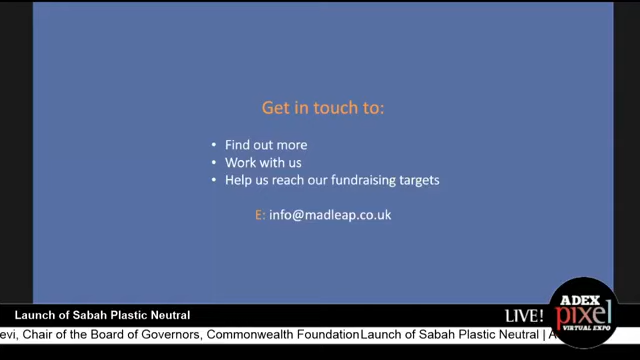 Get in touch to:
• Find out more
• Work with us
• Help us reach our fundraising targets
E: info@madleap.co.uk
ADEX
pixel
VIRTUAL EXPO
LIVE!
Launch of Sabah Plastic Neutral
evi, Chair of the Board of Governors, Commonwealth FoundationLaunch of Sabah Plastic Neutral | A